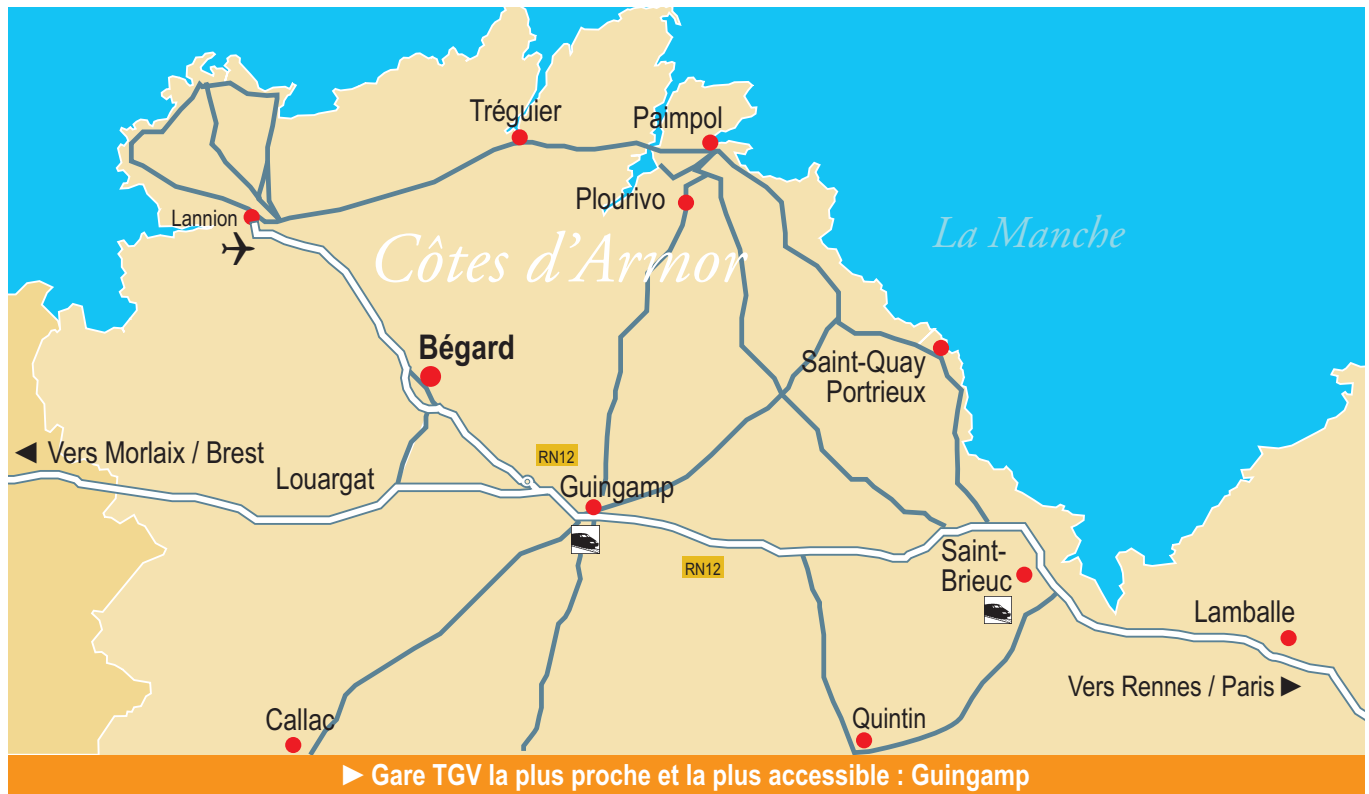 Tréguier
Paimpol
Plourivo
Lannion
La Manche
Côtes d'Armor
Bégard
Saint-Quay
Portrieux
◄ Vers Morlaix / Brest
RN12
Louargat
Guingamp
RN12
Saint-
Brieuc
Lamballe
Vers Rennes / Paris ►
Callac
Quintin
► Gare TGV la plus proche et la plus accessible : Guingamp